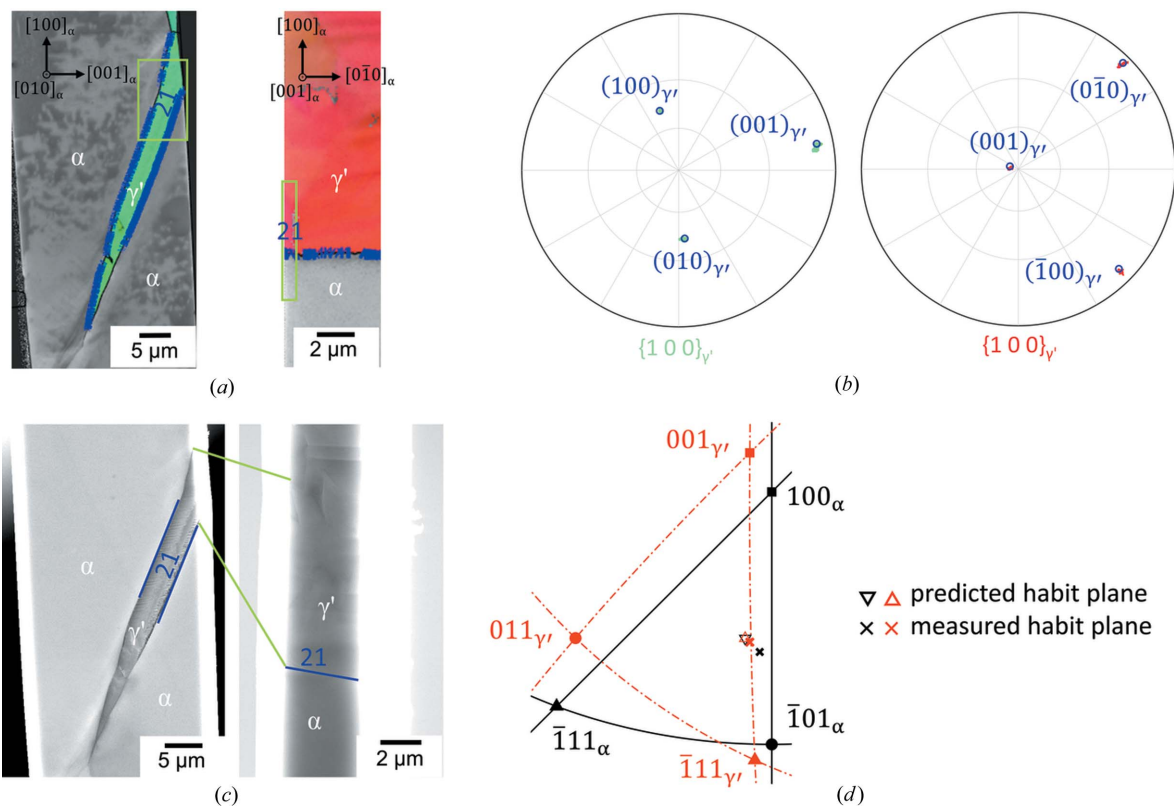 [100]α
[001]α
[010]α
21
α
γ'
α
5 μm
[100]α
[01̄0]α
[001]α
γ'
21
α
2 μm
(a)
(100)γ'
(001)γ'
(010)γ'
{1 0 0}γ'
(01̄0)γ'
(001)γ'
(1̄00)γ'
{1 0 0}γ'
(b)
α
21
γ'
α
5 μm
γ'
21
α
2 μm
(c)
001γ'
100α
011γ'
1̄11α
1̄01α
1̄11γ'
predicted habit plane
measured habit plane
(d)